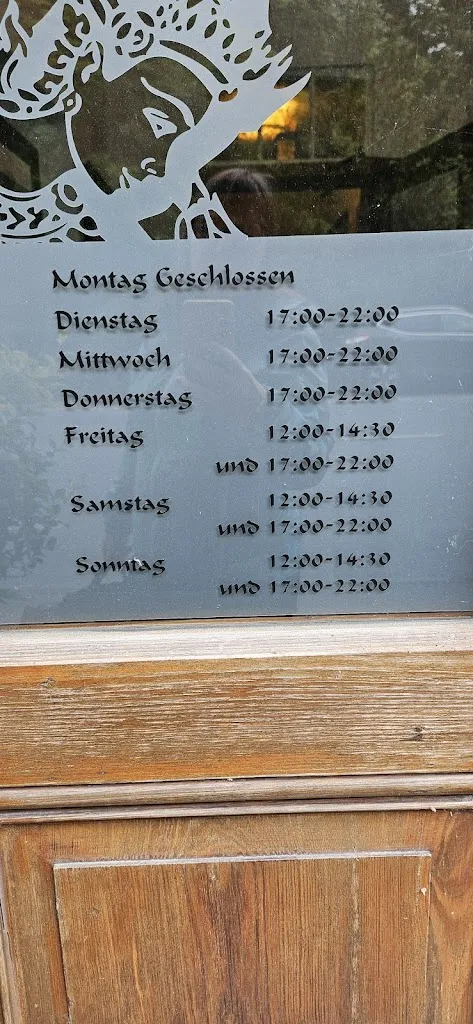 Montag Geschlossen
Dienstag 17:00-22:00
Mittwoch 17:00-22:00
Donnerstag 17:00-22:00
Freitag 12:00-14:30
und 17:00-22:00
Samstag 12:00-14:30
und 17:00-22:00
Sonntag 12:00-14:30
und 17:00-22:00